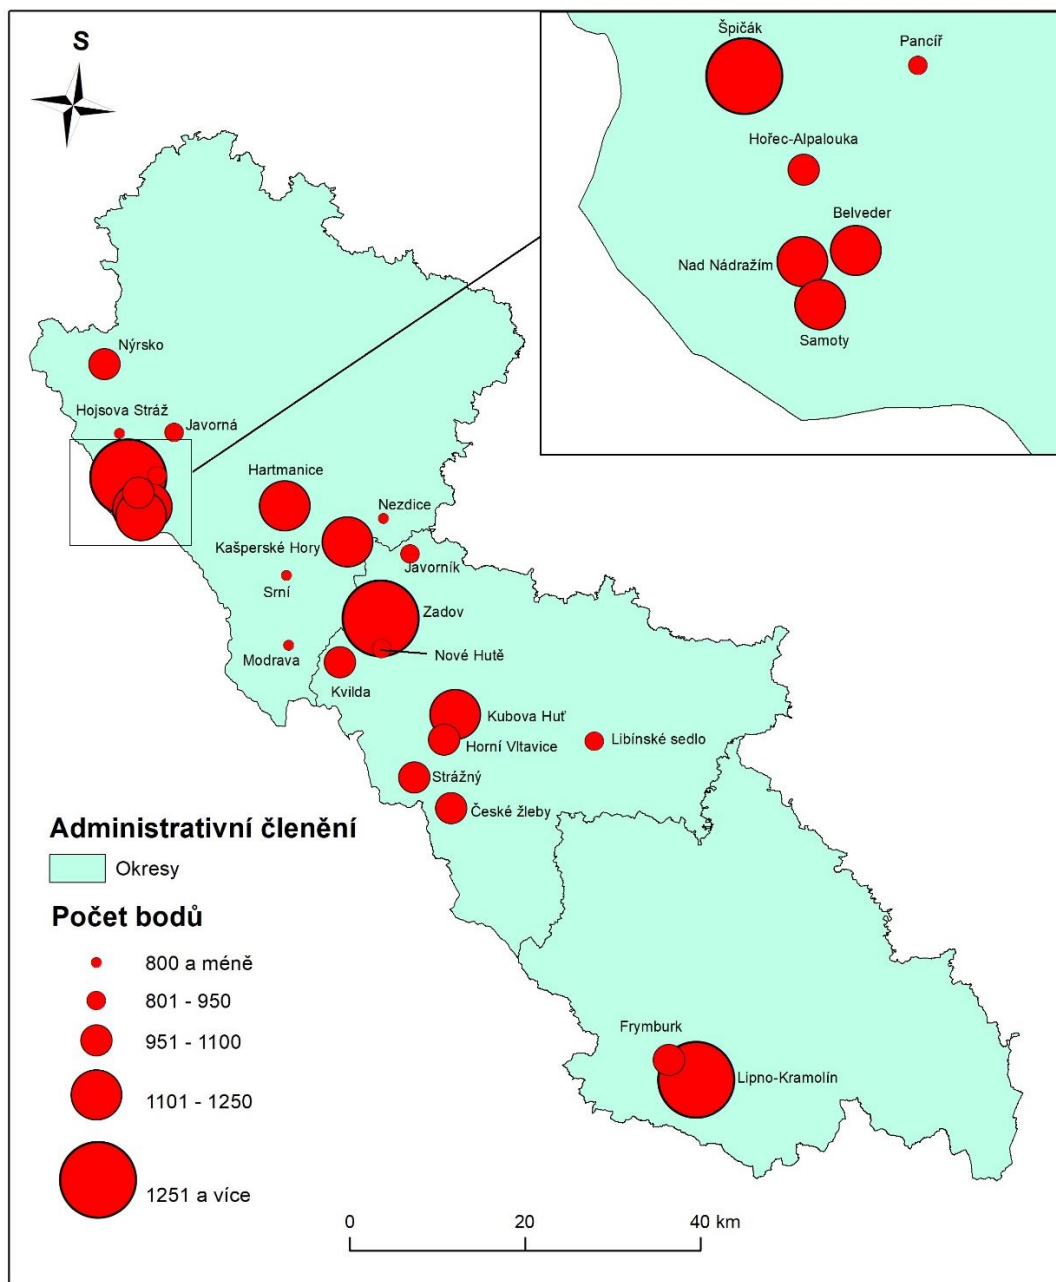 S
Špičák
Pancíř
Hořec-Alpalouka
Belveder
Nad Nádražím
Samoty
Nýrsko
Hojsova Stráž
Javorná
Hartmanice
Nezdice
Kašperské Hory
Javorník
Srní
Zadov
Modrava
Nové Hutě
Kvilda
Kubova Huť
Horní Vltavice
Libínské sedlo
Strážný
České žleby
Administrativní členění
Okresy
Počet bodů
800 a méně
801 - 950
951 - 1100
1101 - 1250
1251 a více
Frymburk
Lipno-Kramolín
0 20 40 km